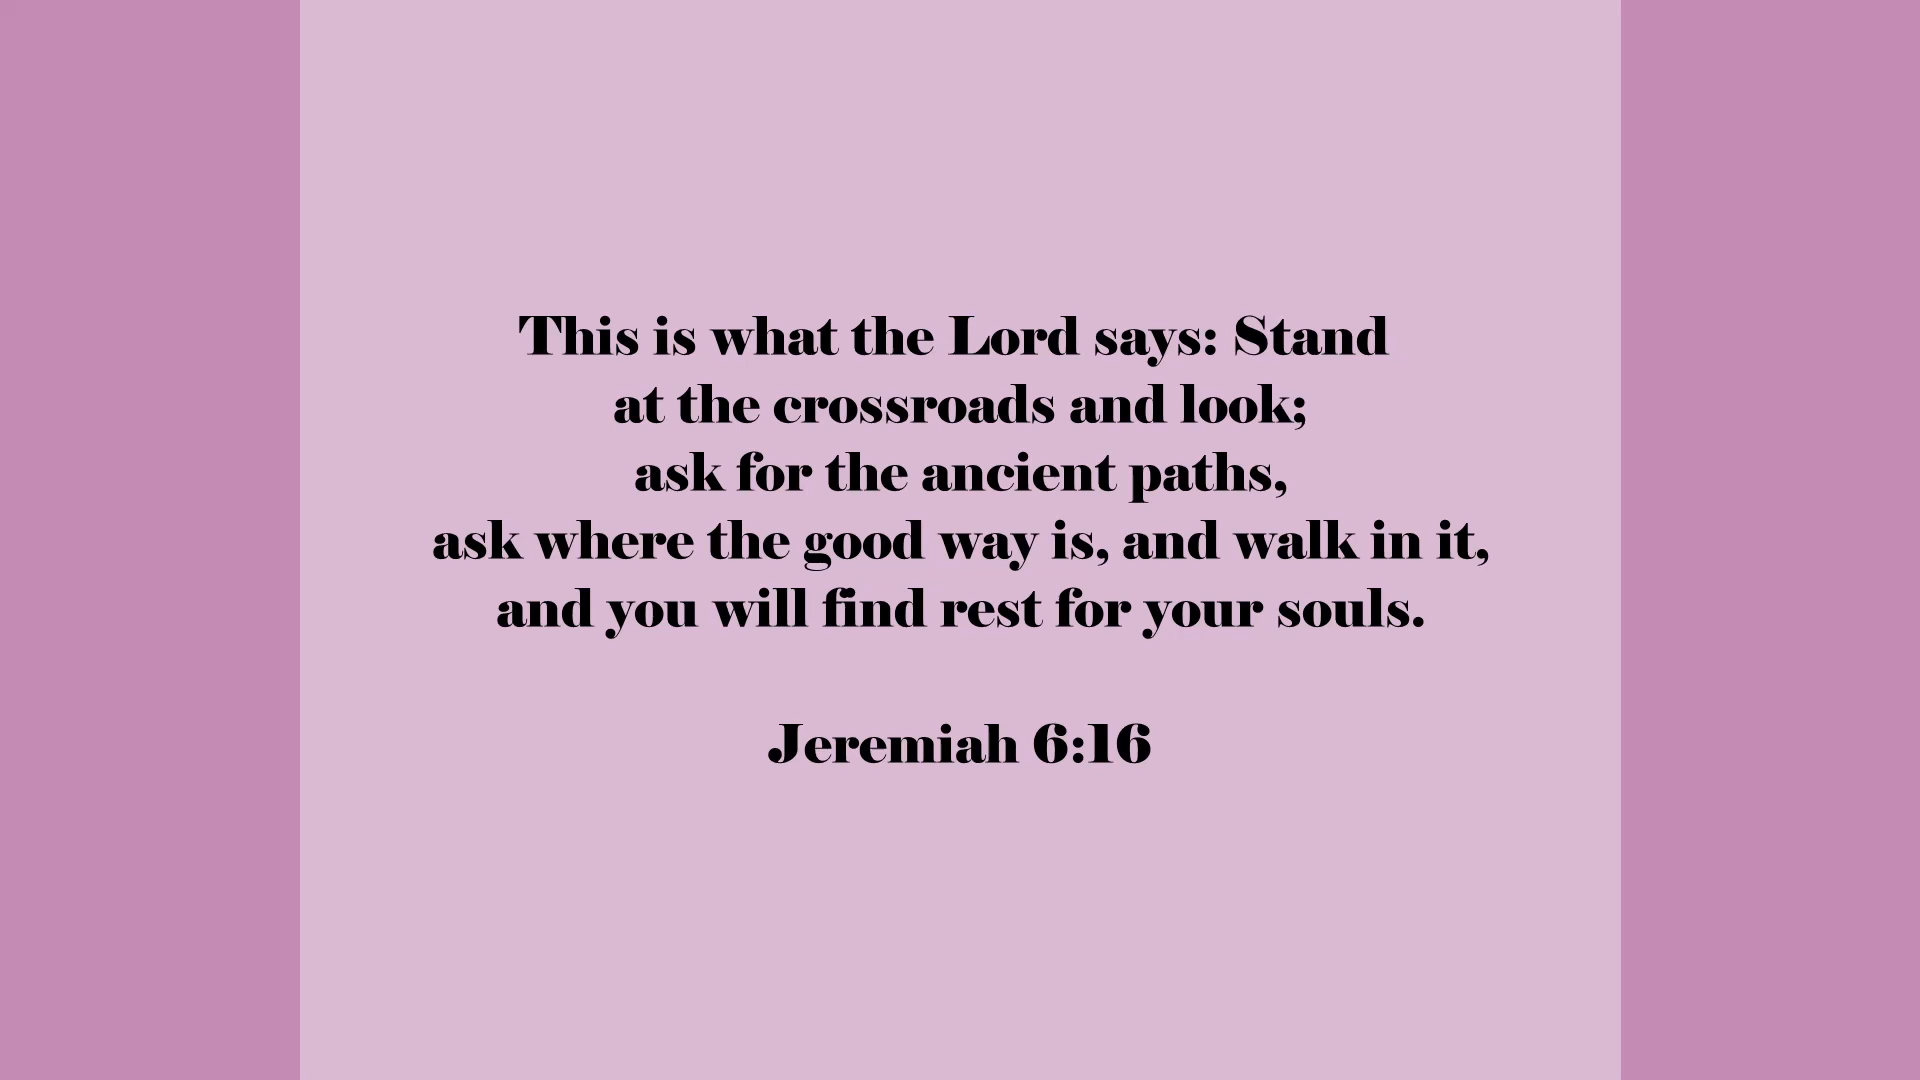 This is what the Lord says: Stand
at the crossroads and look;
ask for the ancient paths,
ask where the good way is, and walk in it,
and you will find rest for your souls.
Jeremiah 6:16